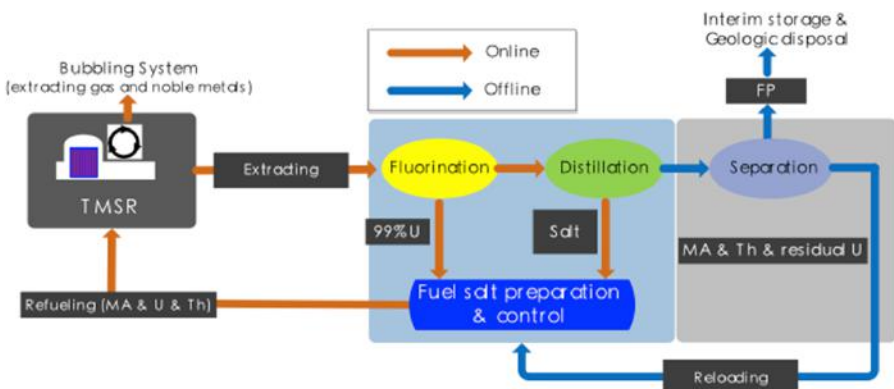 Interim storage &
Geologic disposal
Online
Offline
Bubbling System
(extracting gas and noble metals)
FP
TMSR
Extracting
Fluorination
Distillation
Separation
99%U
Salt
MA & Th & residual U
Fuel salt preparation
& control
Refueling (MA & U & Th)
Reloading